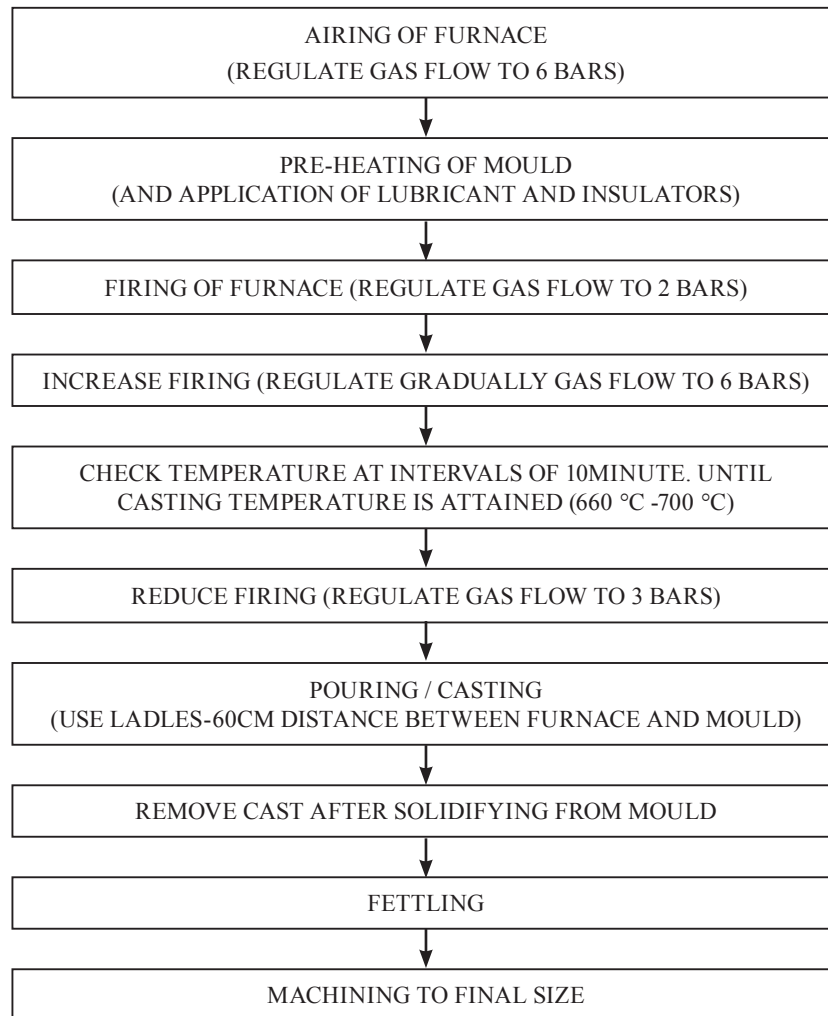 AIRING OF FURNACE
(REGULATE GAS FLOW TO 6 BARS)
PRE-HEATING OF MOULD
(AND APPLICATION OF LUBRICANT AND INSULATORS)
FIRING OF FURNACE (REGULATE GAS FLOW TO 2 BARS)
INCREASE FIRING (REGULATE GRADUALLY GAS FLOW TO 6 BARS)
CHECK TEMPERATURE AT INTERVALS OF 10MINUTE. UNTIL
CASTING TEMPERATURE IS ATTAINED (660 °C -700 °C)
REDUCE FIRING (REGULATE GAS FLOW TO 3 BARS)
POURING / CASTING
(USE LADLES-60CM DISTANCE BETWEEN FURNACE AND MOULD)
REMOVE CAST AFTER SOLIDIFYING FROM MOULD
FETTLING
MACHINING TO FINAL SIZE